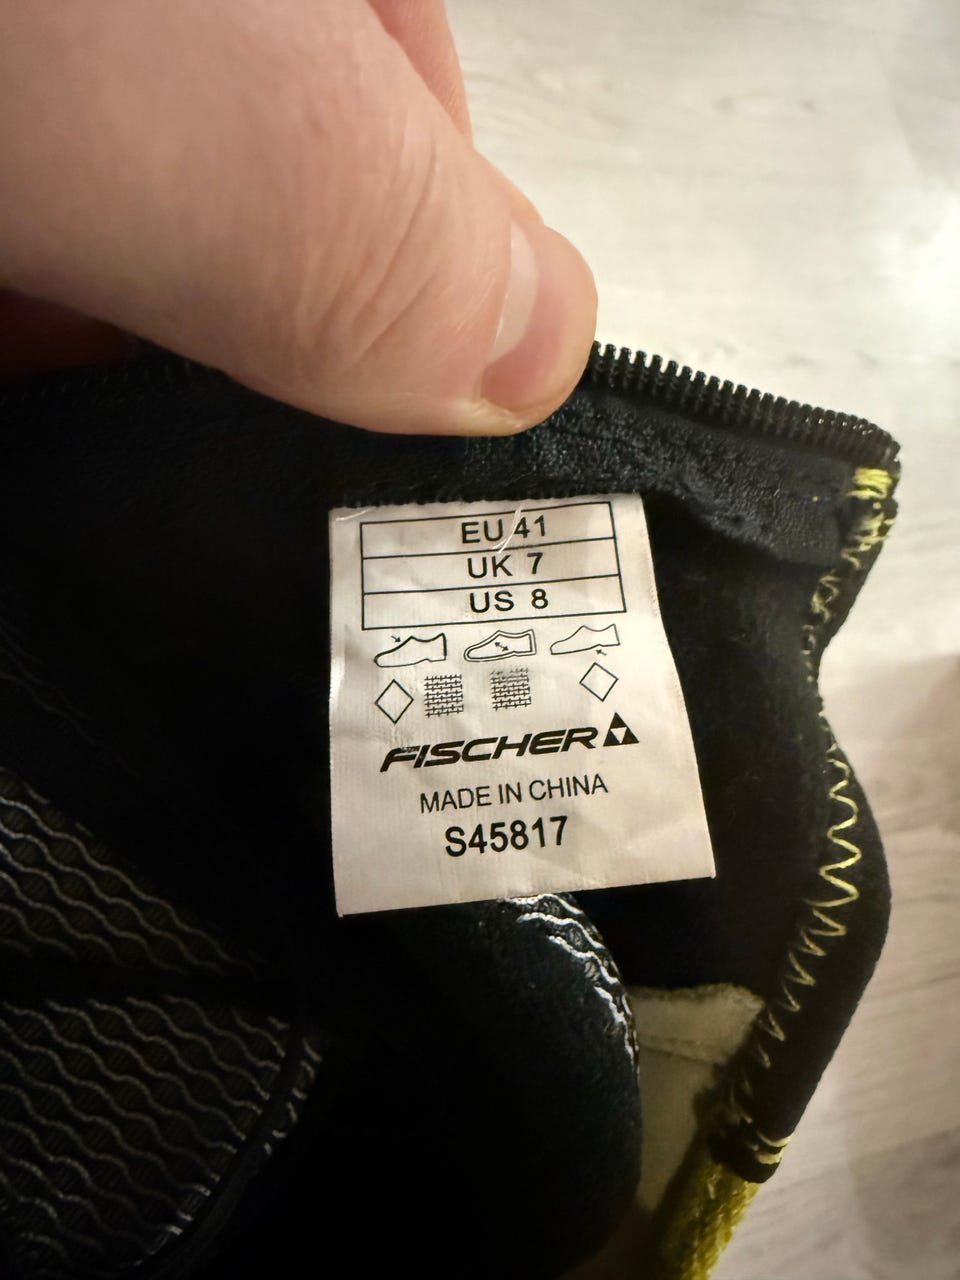 EU 41
UK 7
US 8
FISCHER
MADE IN CHINA
S45817